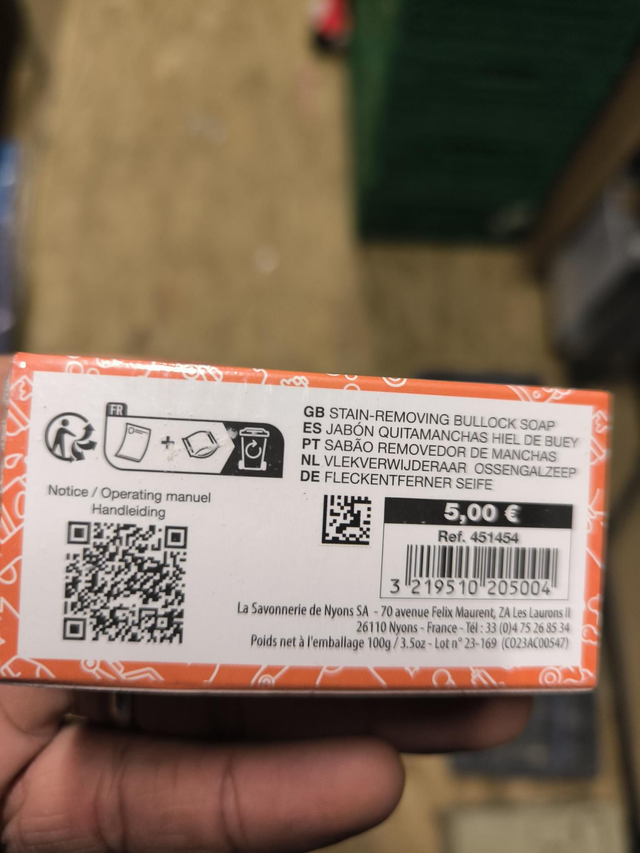 FR
+
Notice / Operating manuel
Handleiding
GB STAIN-REMOVING BULLOCK SOAP
ES JABÓN QUITAMANCHAS HIEL DE BUEY
PT SABÃO REMOVEDOR DE MANCHAS
NL VLEKVERWIJDERAAR OSSENGALZEEP
DE FLECKENTFERNER SEIFE
5,00 €
Ref. 451454
3 219510 205004
La Savonnerie de Nyons SA - 70 avenue Felix Maurent, ZA Les Laurons II
26110 Nyons - France - Tél : 33 (0)4 75 26 85 34
Poids net à l'emballage 100g / 3.5oz - Lot n° 23-169 (C023AC00547)